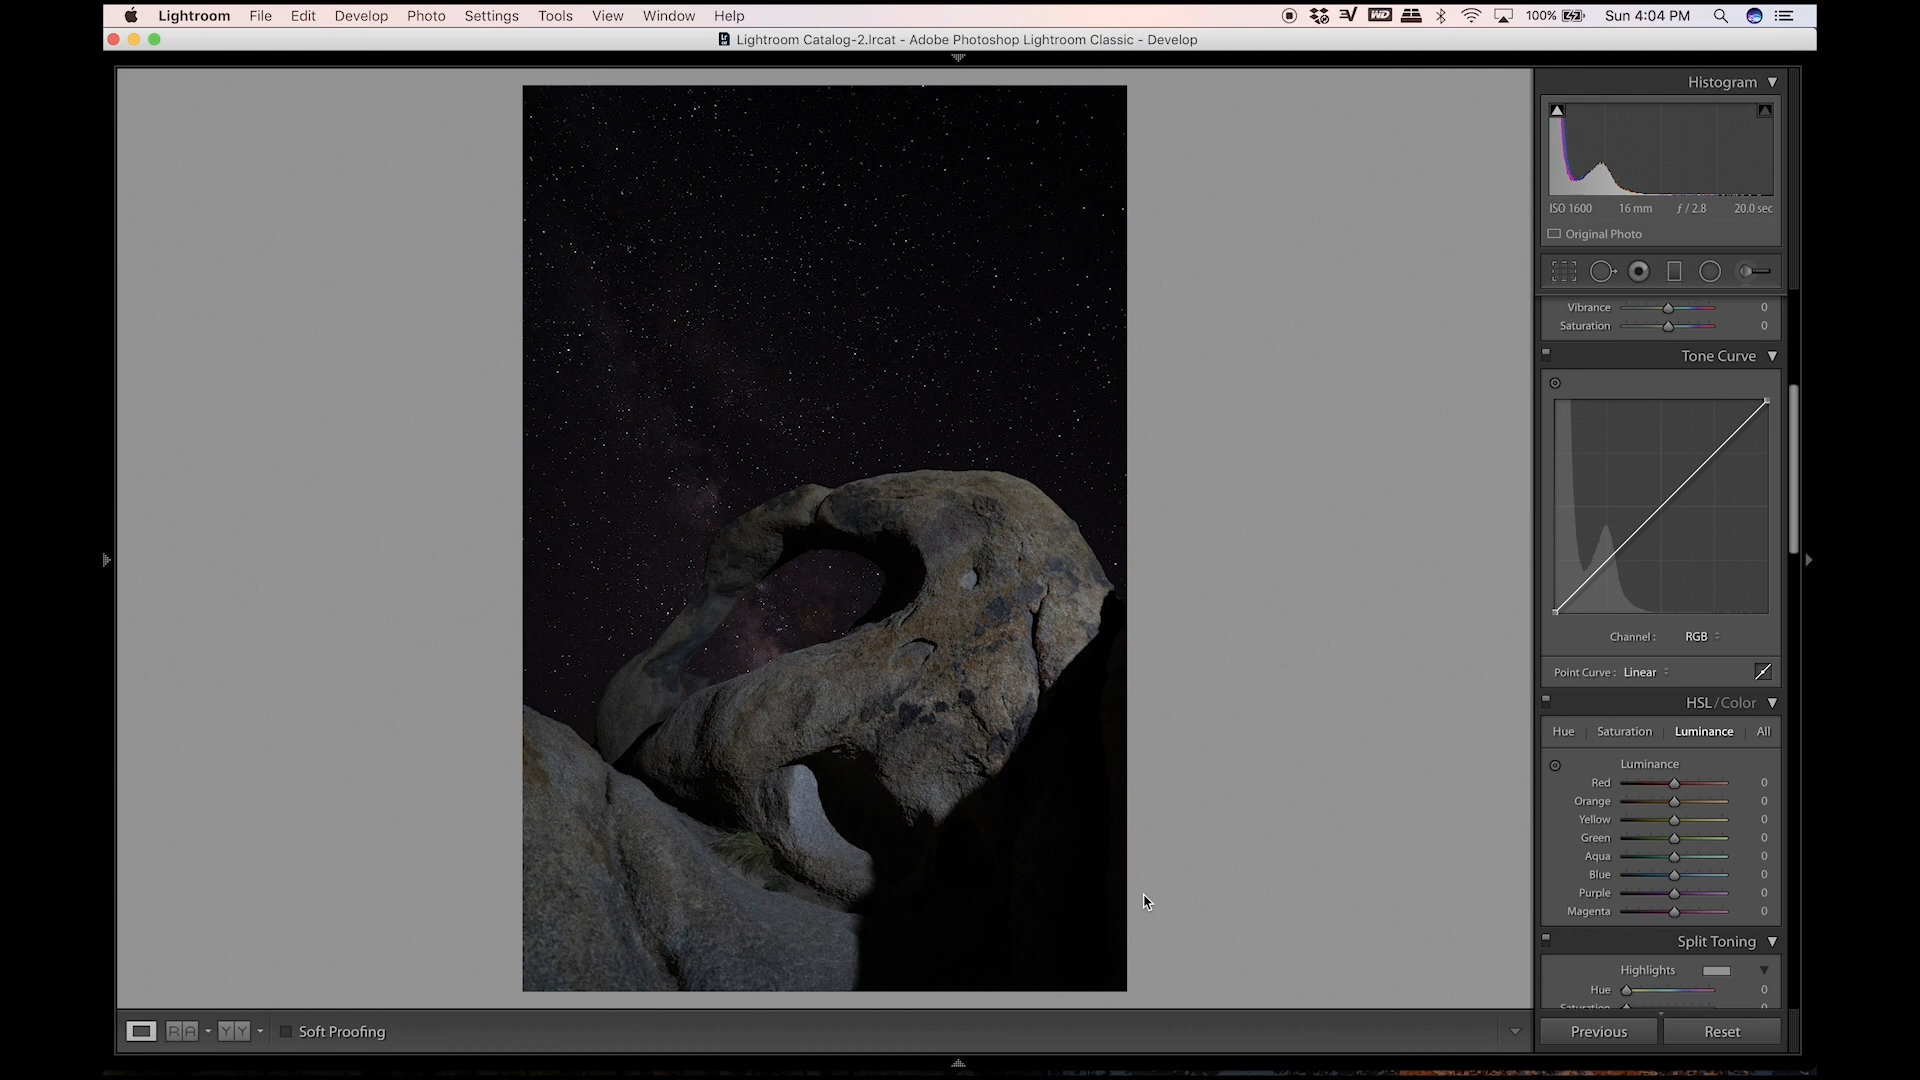 Lightroom File Edit Develop Photo Settings Tools View Window Help WD 100% Sun 4:04 PM
Lr Lightroom Catalog-2.lrcat - Adobe Photoshop Lightroom Classic - Develop
Histogram
ISO 1600 16 mm ƒ / 2.8 20.0 sec
Original Photo
Vibrance 0
Saturation 0
Tone Curve
Channel : RGB
Point Curve : Linear
HSL / Color
Hue Saturation Luminance All
Luminance
Red 0
Orange 0
Yellow 0
Green 0
Aqua 0
Blue 0
Purple 0
Magenta 0
Split Toning
Highlights
Hue 0
Saturation 0
R A Y Y Soft Proofing Previous Reset